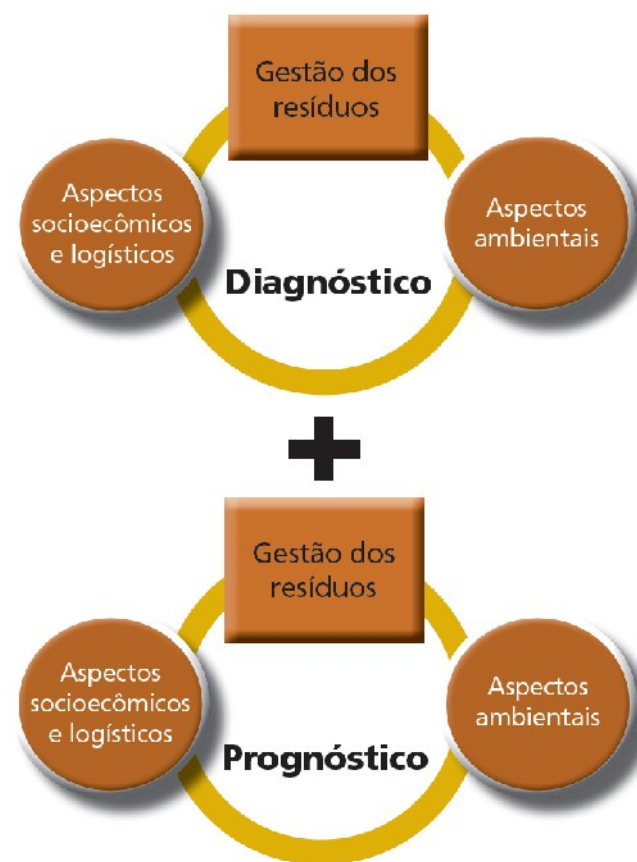 Gestão dos
resíduos
Aspectos
socioecômicos
e logísticos
Aspectos
ambientais
Diagnóstico
+
Gestão dos
resíduos
Aspectos
socioecômicos
e logísticos
Aspectos
ambientais
Prognóstico